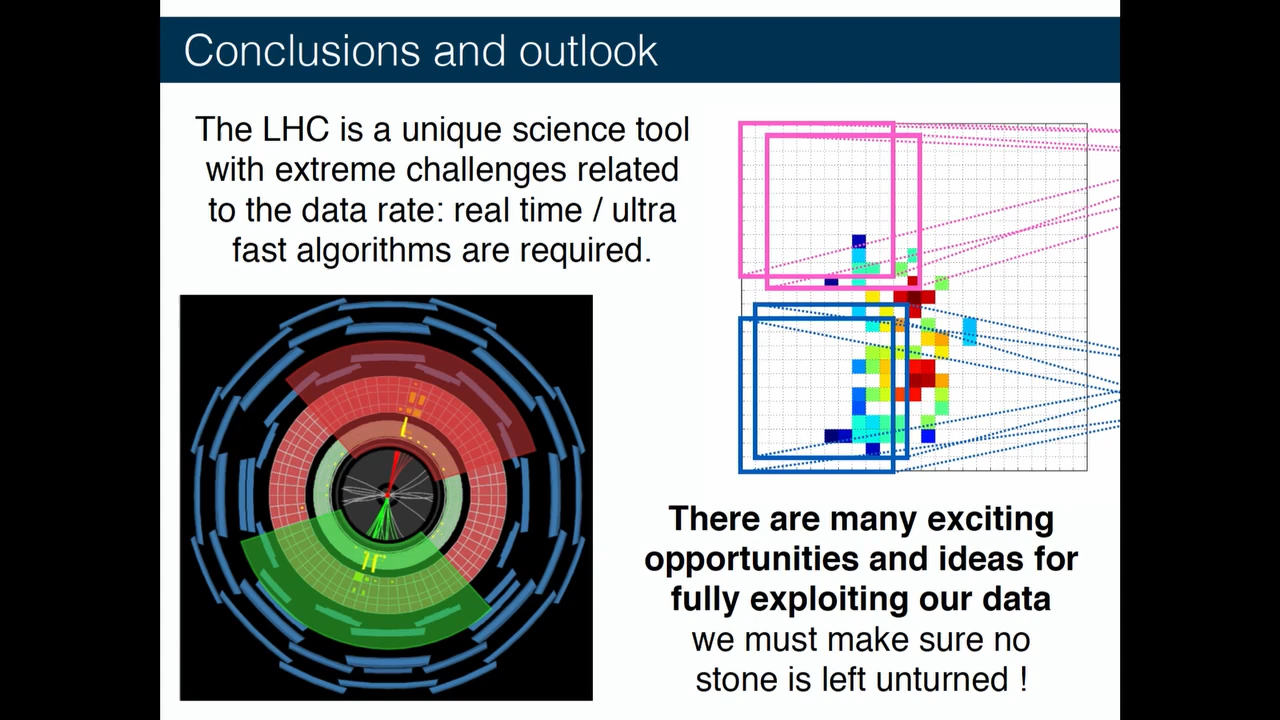 Conclusions and outlook
The LHC is a unique science tool
with extreme challenges related
to the data rate: real time / ultra
fast algorithms are required.
There are many exciting
opportunities and ideas for
fully exploiting our data
we must make sure no
stone is left unturned !